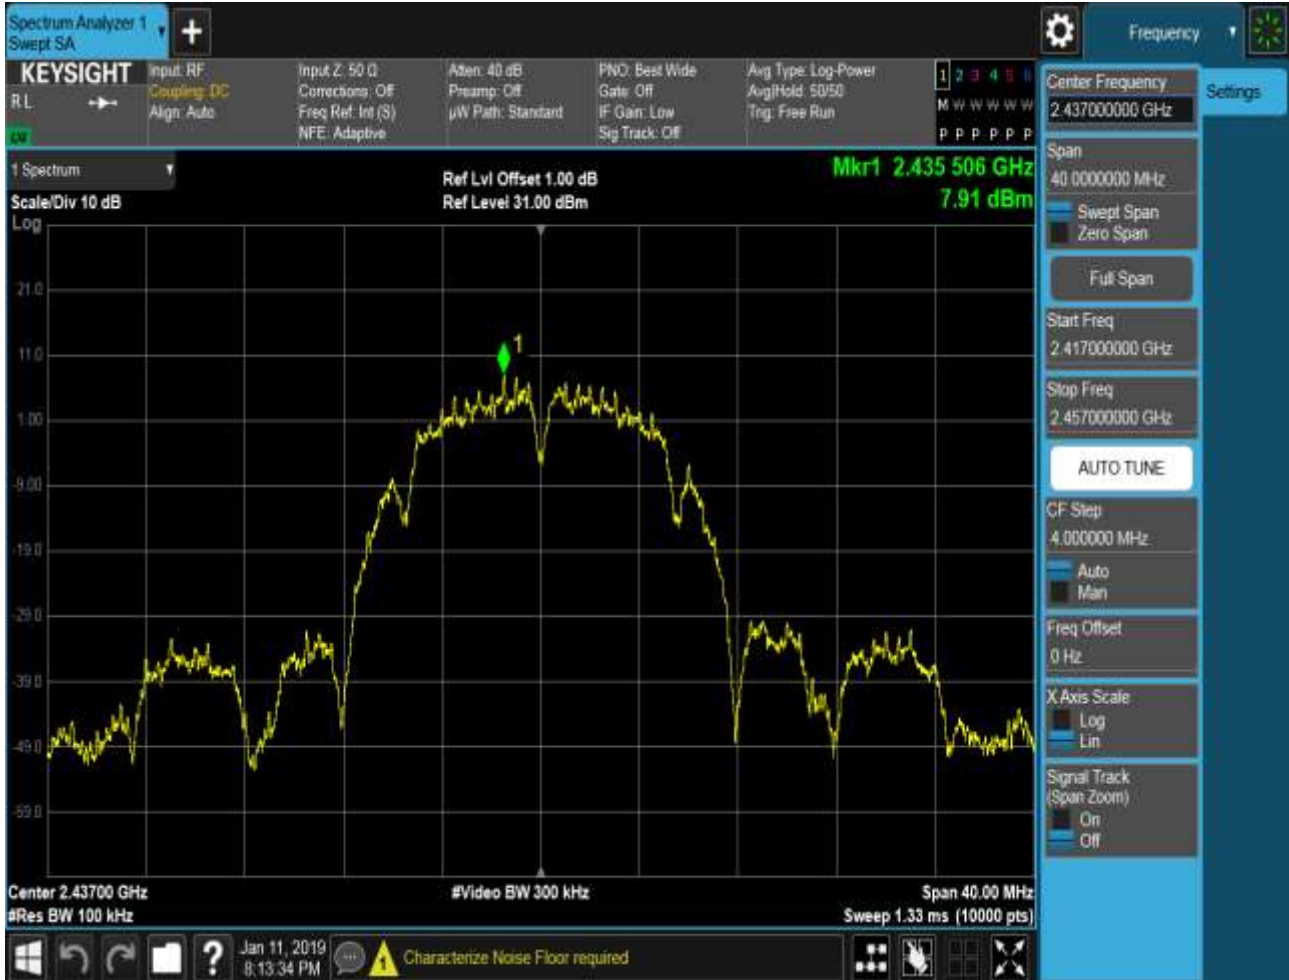 Spectrum Analyzer 1
Swept SA
+
Frequency
KEYSIGHT
Input: RF
Input Z: 50 Ω
Atten: 40 dB
PNO: Best Wide
Avg Type: Log-Power
1 2 3 4 5 6
RL
Coupling: DC
Corrections: Off
Preamp: Off
Gate: Off
Avg|Hold: 50/50
Align: Auto
Freq Ref: Int (S)
µW Path: Standard
IF Gain: Low
Trig: Free Run
M W W W W W
NFE: Adaptive
Sig Track: Off
P P P P P P
1 Spectrum
Ref Lvl Offset 1.00 dB
Mkr1 2.435 506 GHz
Scale/Div 10 dB
Ref Level 31.00 dBm
7.91 dBm
Log
21.0
11.0
1.00
-9.00
-19.0
-29.0
-39.0
-49.0
-59.0
1
Center 2.43700 GHz
#Video BW 300 kHz
Span 40.00 MHz
#Res BW 100 kHz
Sweep 1.33 ms (10000 pts)
Center Frequency
2.437000000 GHz
Settings
Span
40.0000000 MHz
Swept Span
Zero Span
Full Span
Start Freq
2.417000000 GHz
Stop Freq
2.457000000 GHz
AUTO TUNE
CF Step
4.000000 MHz
Auto
Man
Freq Offset
0 Hz
X Axis Scale
Log
Lin
Signal Track
(Span Zoom)
On
Off
?
Jan 11, 2019
8:13:34 PM
1
Characterize Noise Floor required